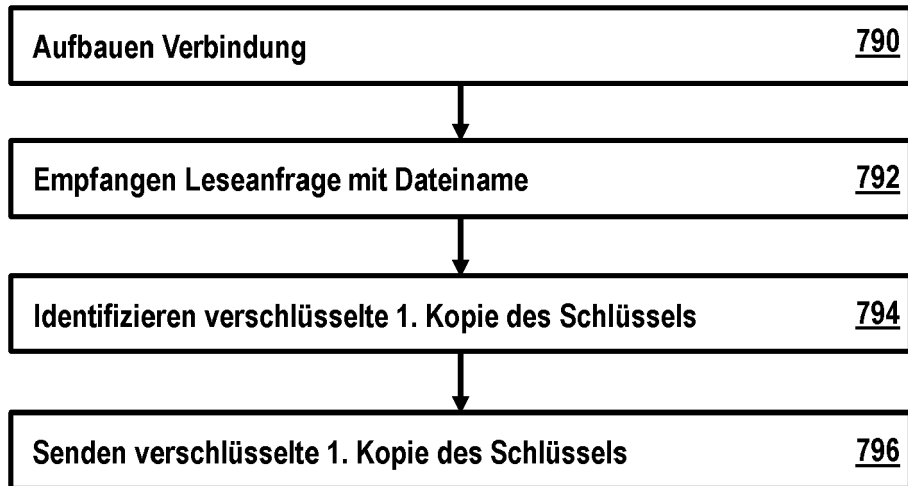 Aufbauen Verbindung 790
Empfangen Leseanfrage mit Dateiname 792
Identifizieren verschlüsselte 1. Kopie des Schlüssels 794
Senden verschlüsselte 1. Kopie des Schlüssels 796